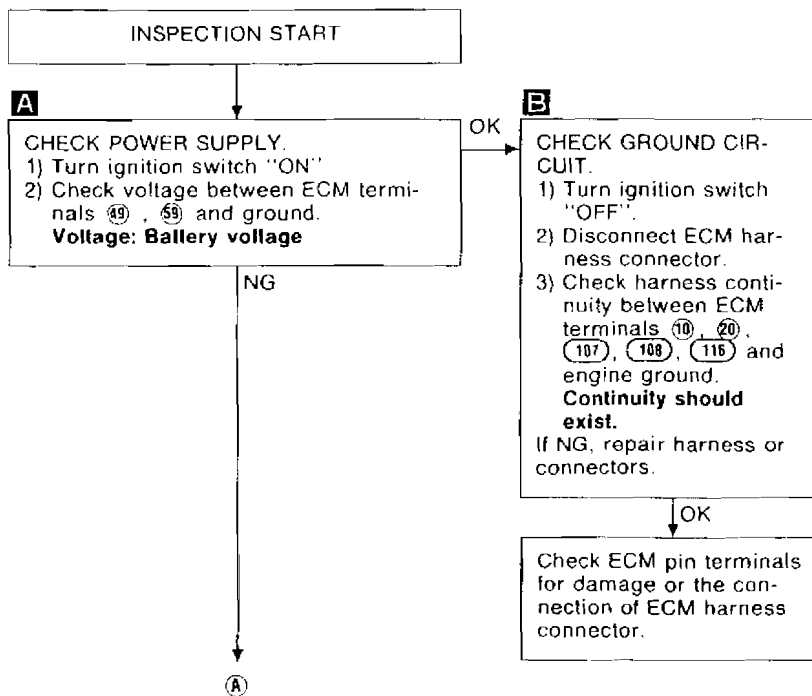 INSPECTION START
A
CHECK POWER SUPPLY.
1) Turn ignition switch "ON"
2) Check voltage between ECM termi-
nals 49 , 59 and ground.
Voltage: Ballery voltage
OK
NG
B
CHECK GROUND CIR-
CUIT.
1) Turn ignition switch
"OFF".
2) Disconnect ECM har-
ness connector.
3) Check harness conti-
nuity between ECM
terminals 10, 20,
107, 108, 116 and
engine ground.
Continuity should
exist.
If NG, repair harness or
connectors.
OK
Check ECM pin terminals
for damage or the con-
nection of ECM harness
connector.
A